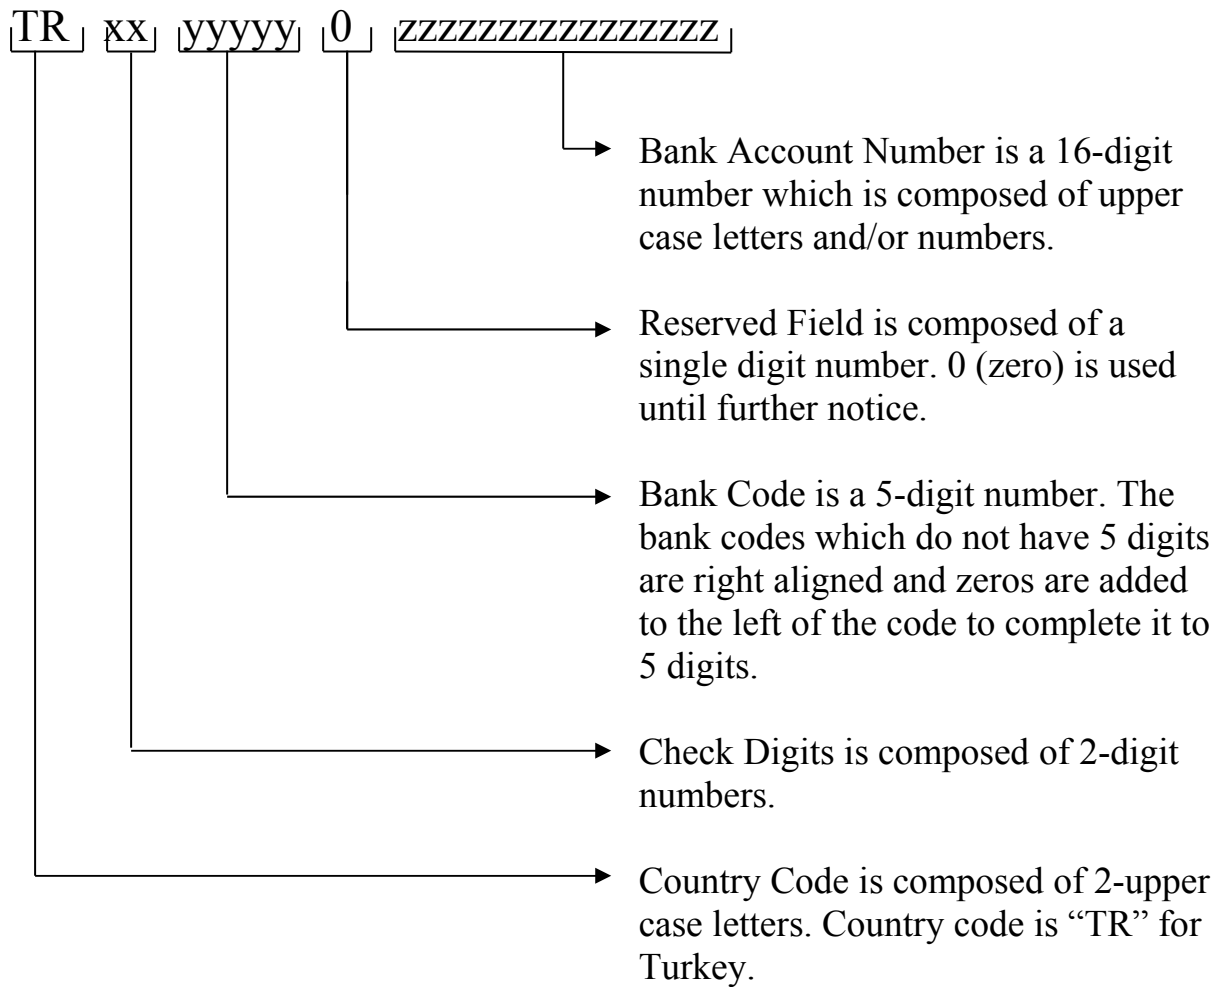 TR xx yyyyy 0 zzzzzzzzzzzzzzzz
Bank Account Number is a 16-digit
number which is composed of upper
case letters and/or numbers.
Reserved Field is composed of a
single digit number. 0 (zero) is used
until further notice.
Bank Code is a 5-digit number. The
bank codes which do not have 5 digits
are right aligned and zeros are added
to the left of the code to complete it to
5 digits.
Check Digits is composed of 2-digit
numbers.
Country Code is composed of 2-upper
case letters. Country code is “TR” for
Turkey.